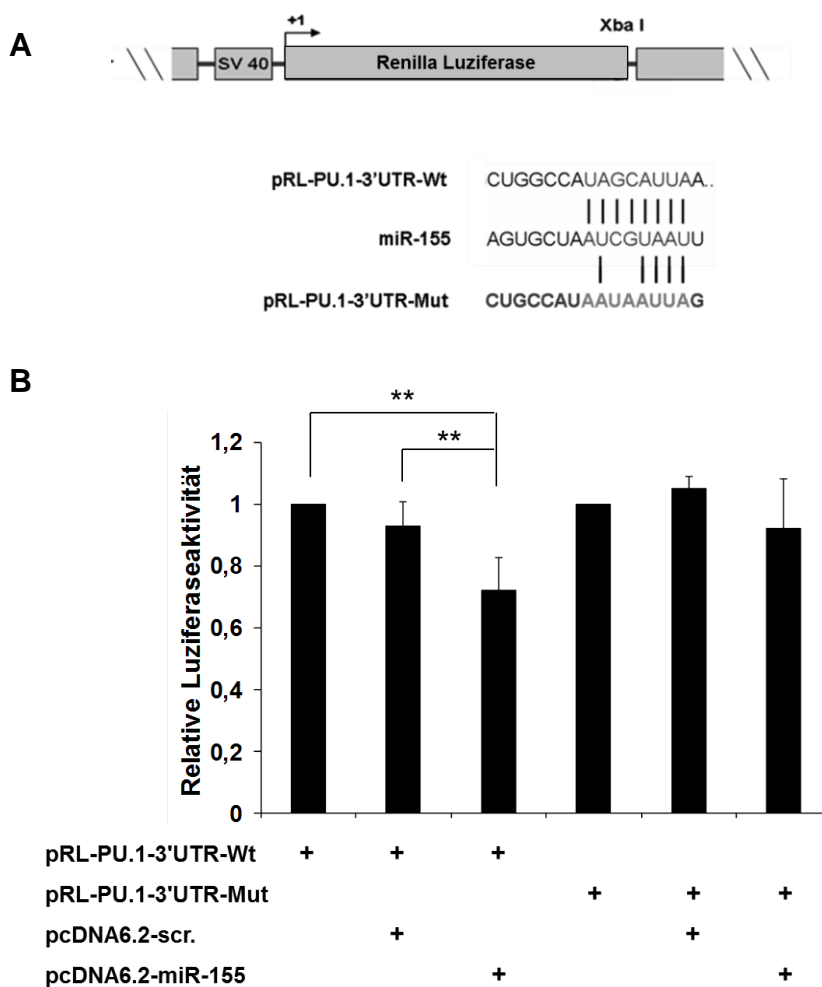 A
+1
Xba I
SV 40
Renilla Luziferase
pRL-PU.1-3'UTR-Wt CUGGCCAUAGCAUUAA..
miR-155 AGUGCUAAUCGUAAUU
pRL-PU.1-3'UTR-Mut CUGCCAUAAUAAUUAG
B
**
**
Relative Luziferaseaktivität
1,2
1
0,8
0,6
0,4
0,2
0
pRL-PU.1-3'UTR-Wt + + +
pRL-PU.1-3'UTR-Mut + + +
pcDNA6.2-scr. + +
pcDNA6.2-miR-155 + +